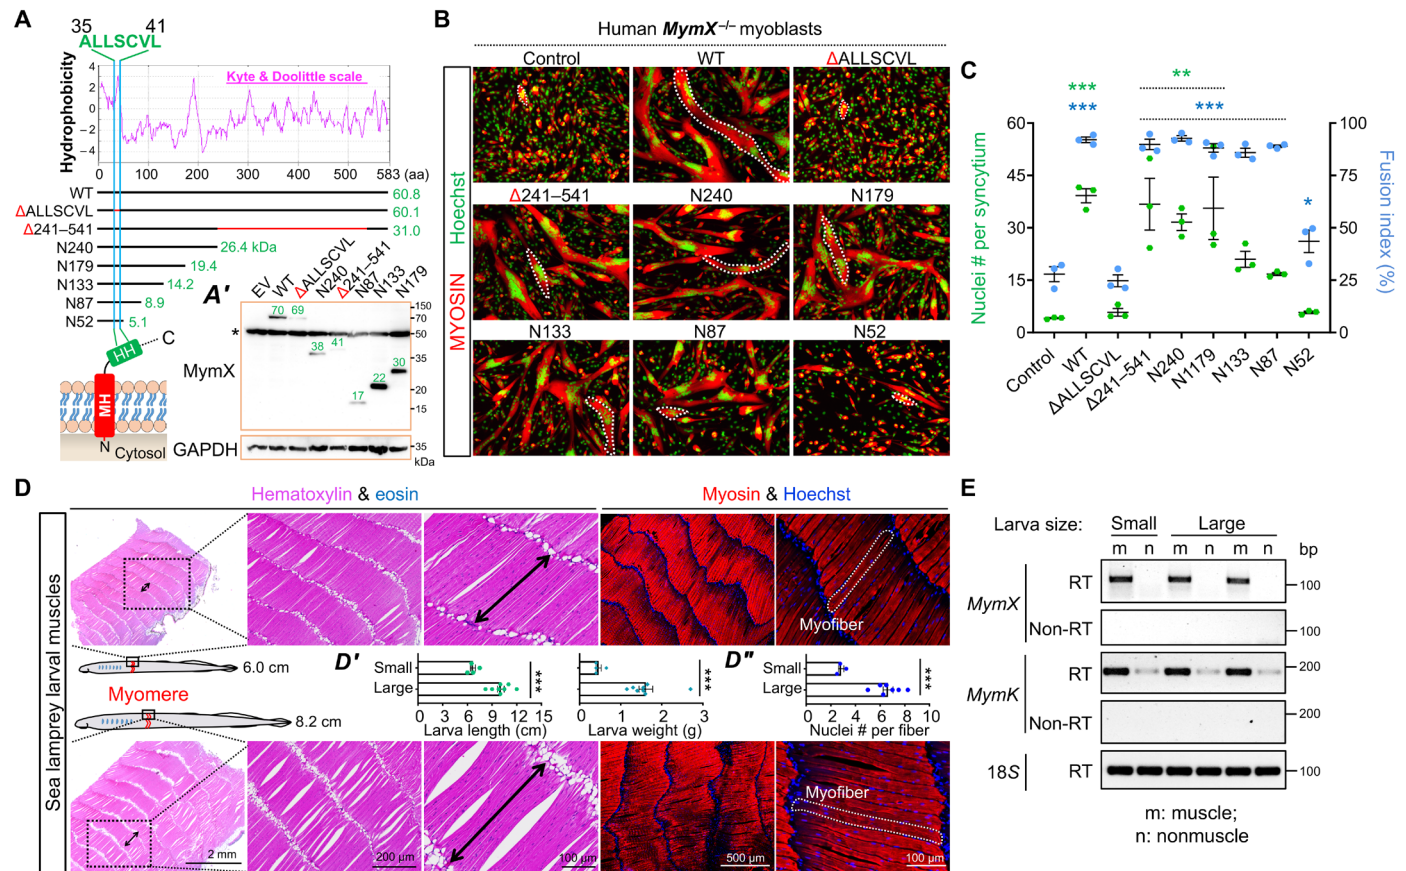 A
35 41
ALLSCVL
Kyte & Doolittle scale
Hydrophobicity
4
2
0
−2
−4
0 100 200 300 400 500 583 (aa)
WT 60.8
ΔALLSCVL 60.1
Δ241–541 31.0
N240 26.4 kDa
N179 19.4
N133 14.2
N87 8.9
N52 5.1
HH C
MH
N Cytosol
A′
EV WT ΔALLSCVL N240 Δ241–541 N87 N133 N179
70 69 38 41 17 22 30
*
MymX
150
70
50
35
20
15
GAPDH
35
kDa
B
Human MymX–/– myoblasts
Control WT ΔALLSCVL
Δ241–541 N240 N179
N133 N87 N52
MYOSIN Hoechst
C
*** **
*** ***
*
Nuclei # per syncytium
60
45
30
15
0
100
75
50
25
0
Fusion index (%)
Control WT ΔALLSCVL Δ241–541 N240 N1179 N133 N87 N52
D
Hematoxylin & eosin
Myosin & Hoechst
Sea lamprey larval muscles
Myofiber
6.0 cm
Myomere
8.2 cm
D′
Small
Large
***
0 3 6 9 12 15
Larva length (cm)
***
0 1 2 3
Larva weight (g)
D″
Small
Large
***
0 2 4 6 8 10
Nuclei # per fiber
Myofiber
2 mm
200 µm
100 µm
500 µm
100 µm
E
Larva size: Small Large
m n m n m n bp
MymX
RT 100
Non-RT 100
MymK
RT 200
Non-RT 200
18S RT 100
m: muscle;
n: nonmuscle